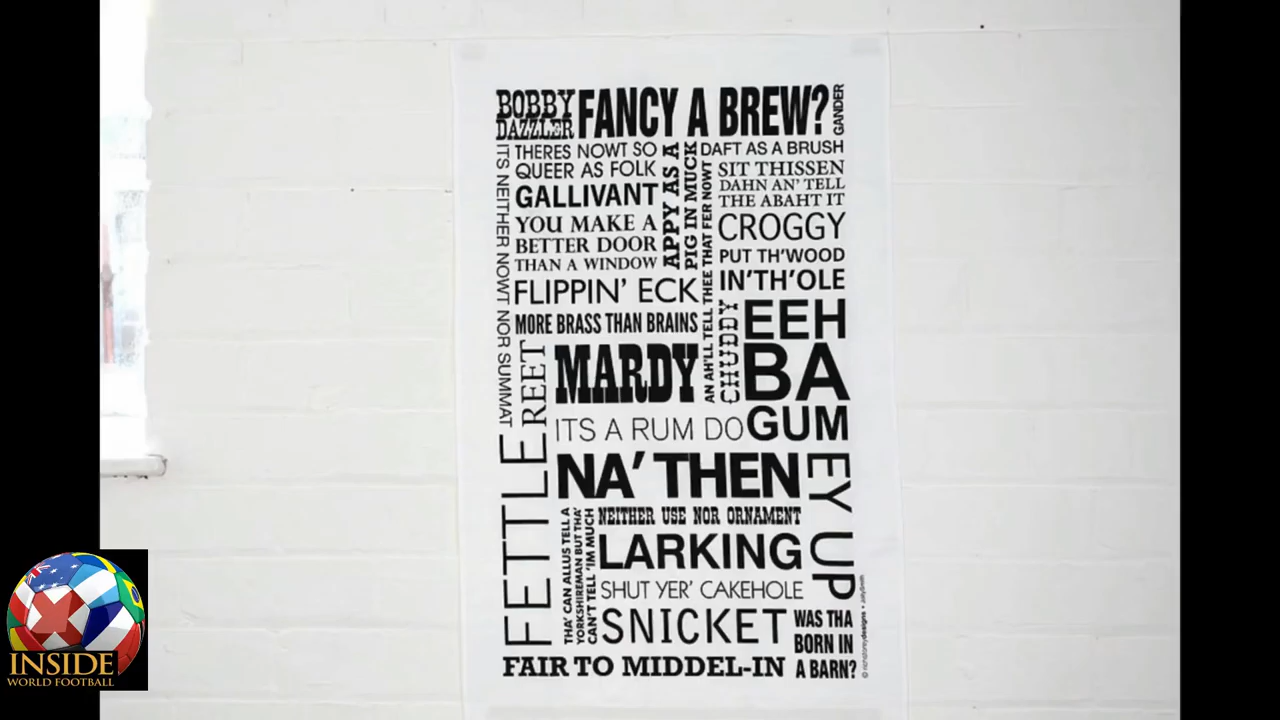 BOBBY
DAZZLER
FANCY A BREW?
GANDER
ITS NEITHER NOWT NOR SUMMAT
THERES NOWT SO
QUEER AS FOLK
GALLIVANT
YOU MAKE A
BETTER DOOR
THAN A WINDOW
APPY AS A
PIG IN MUCK
AN AH'LL TELL THEE THAT FER NOWT
DAFT AS A BRUSH
SIT THISSEN
DAHN AN' TELL
THE ABAHT IT
CROGGY
PUT TH'WOOD
IN'TH'OLE
FLIPPIN' ECK
MORE BRASS THAN BRAINS
REET
MARDY
CHUDDY
EEH
BA
GUM
ITS A RUM DO
FETTLE
NA' THEN
EY UP
THA' CAN ALLUS TELL A
YORKSHIREMAN BUT THA'
CAN'T TELL 'IM MUCH
NEITHER USE NOR ORNAMENT
LARKING
SHUT YER' CAKEHOLE
SNICKET
WAS THA
BORN IN
A BARN?
FAIR TO MIDDEL-IN
INSIDE
WORLD FOOTBALL